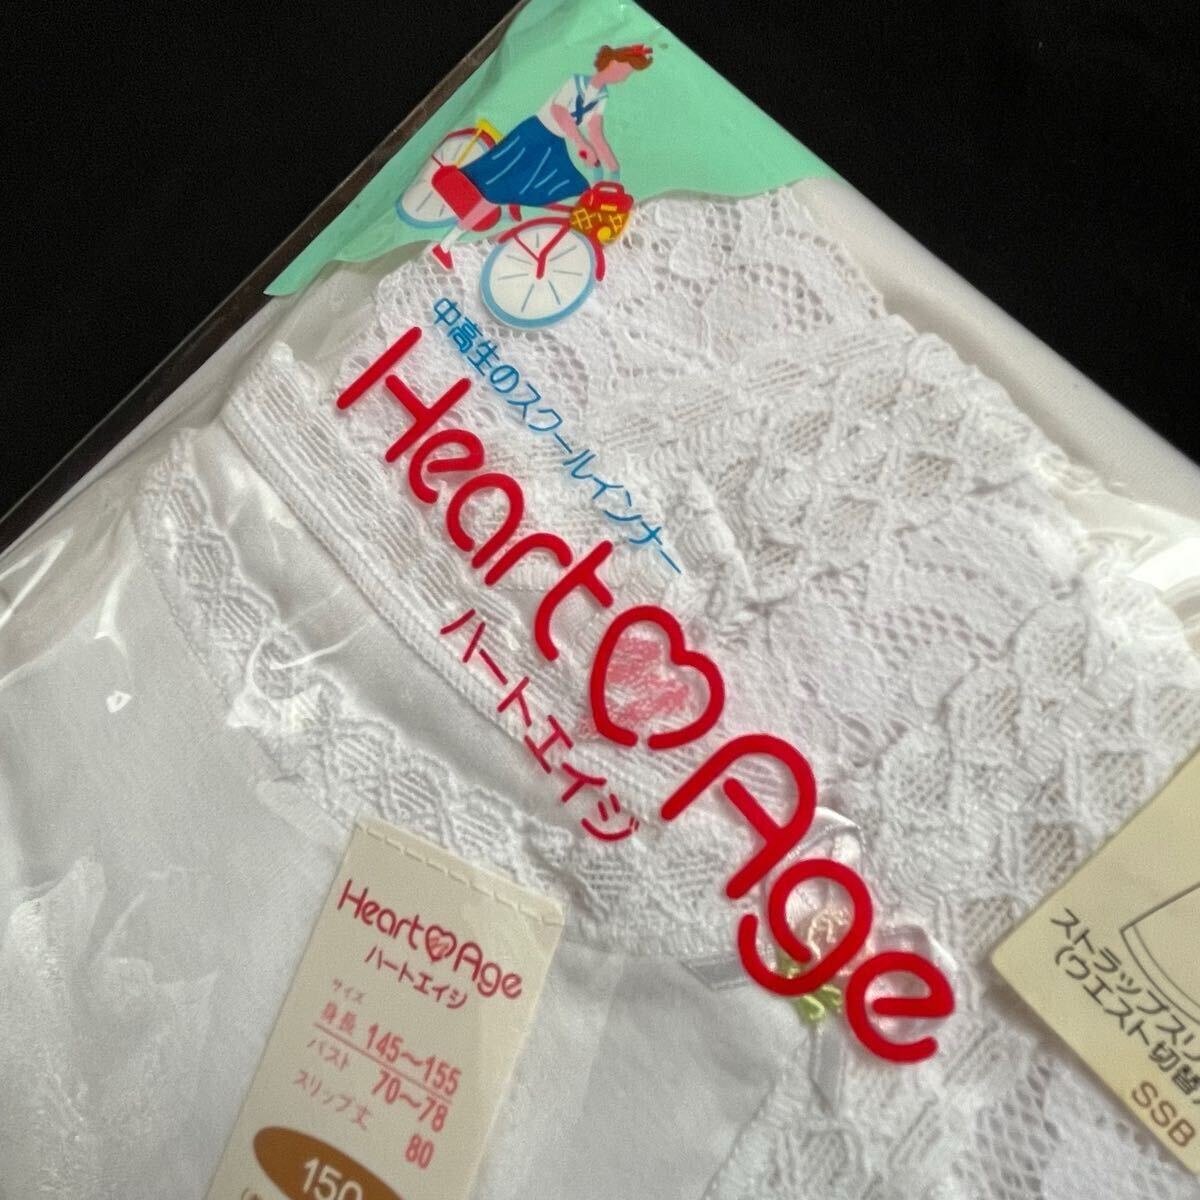 中高生のスクールインナー
Heart Age
ハートエイジ
Heart Age
ハートエイジ
サイズ
身長 145〜155
バスト 70〜78
スリップ丈 80
150
ストラップスリ
(ウエスト切替
SSB